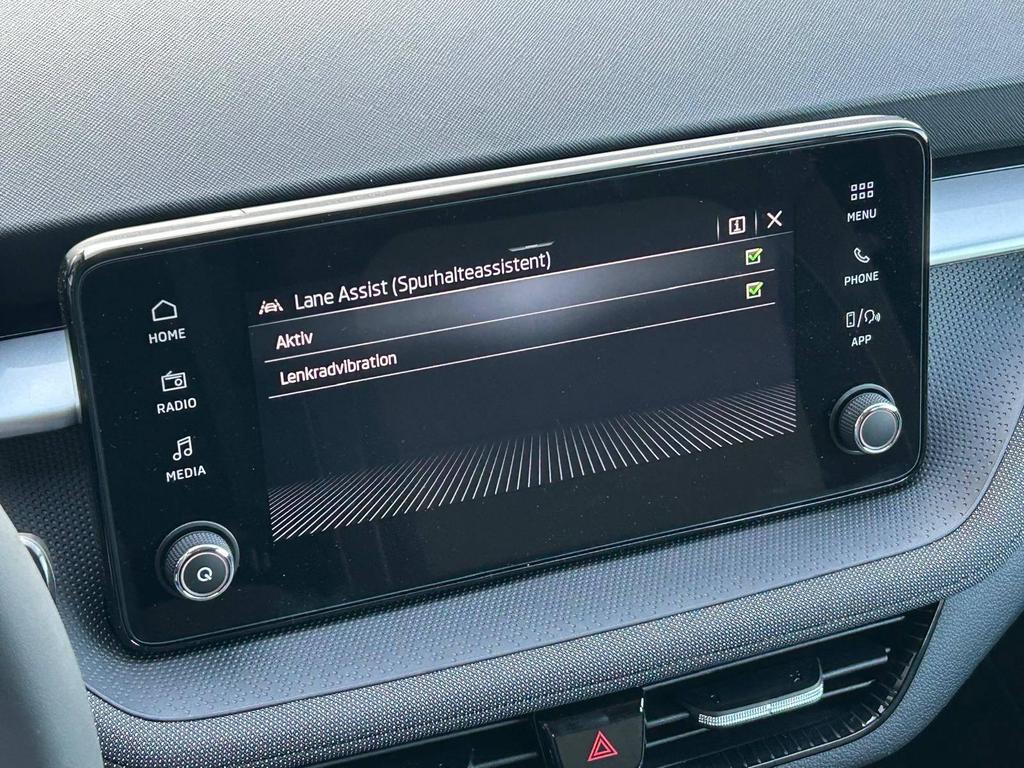 Lane Assist (Spurhalteassistent)
Aktiv
Lenkradvibration
HOME
RADIO
MEDIA
MENU
PHONE
APP